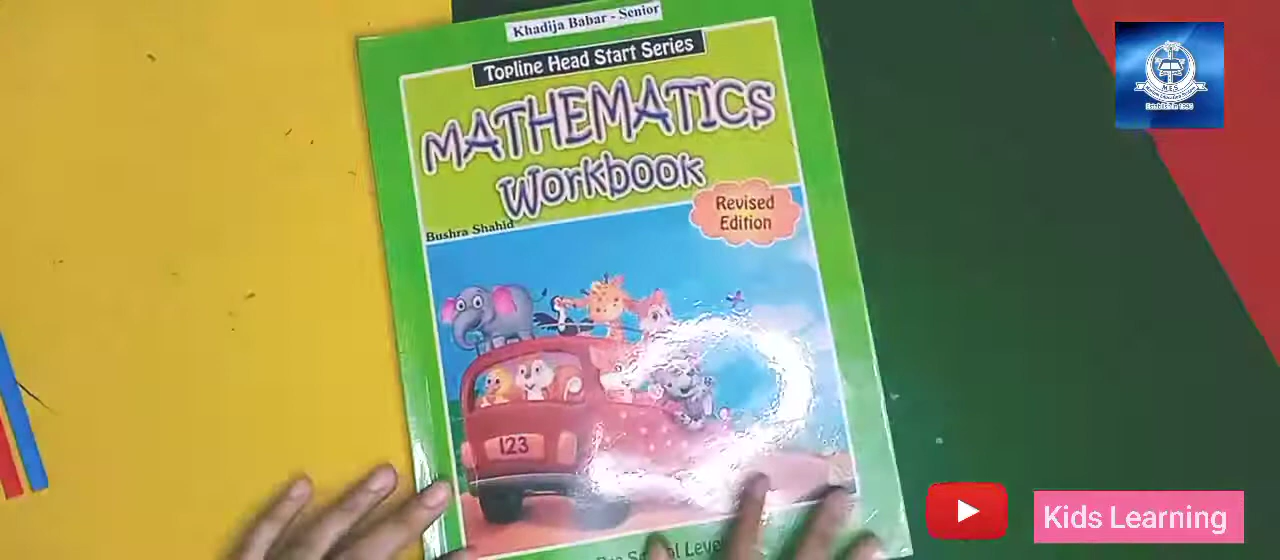 Khadija Babar - Senior
Topline Head Start Series
MATHEMATICS
Workbook
Revised
Edition
Bushra Shahid
123
M.E.S
Kids Learning